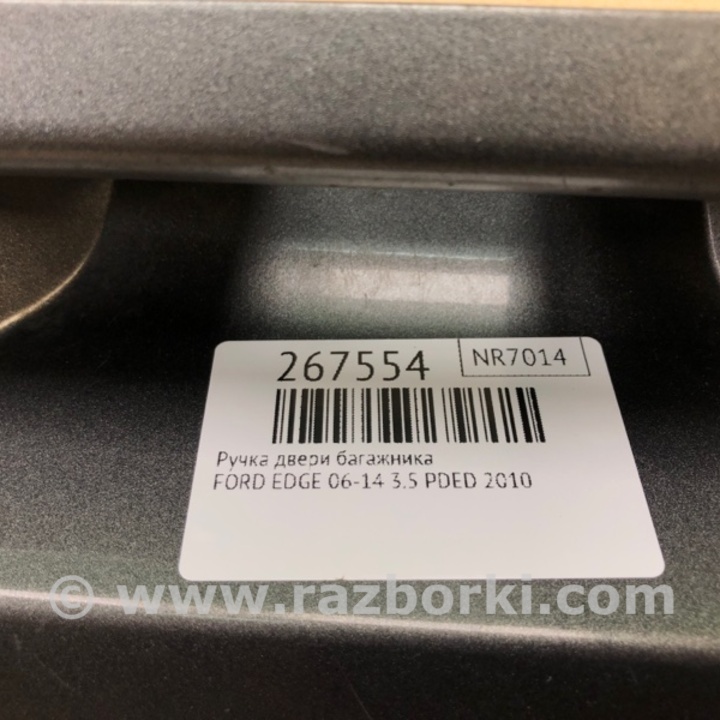 267554
NR7014
Ручка двери багажника
FORD EDGE 06-14 3.5 PDED 2010
© www.razborki.com